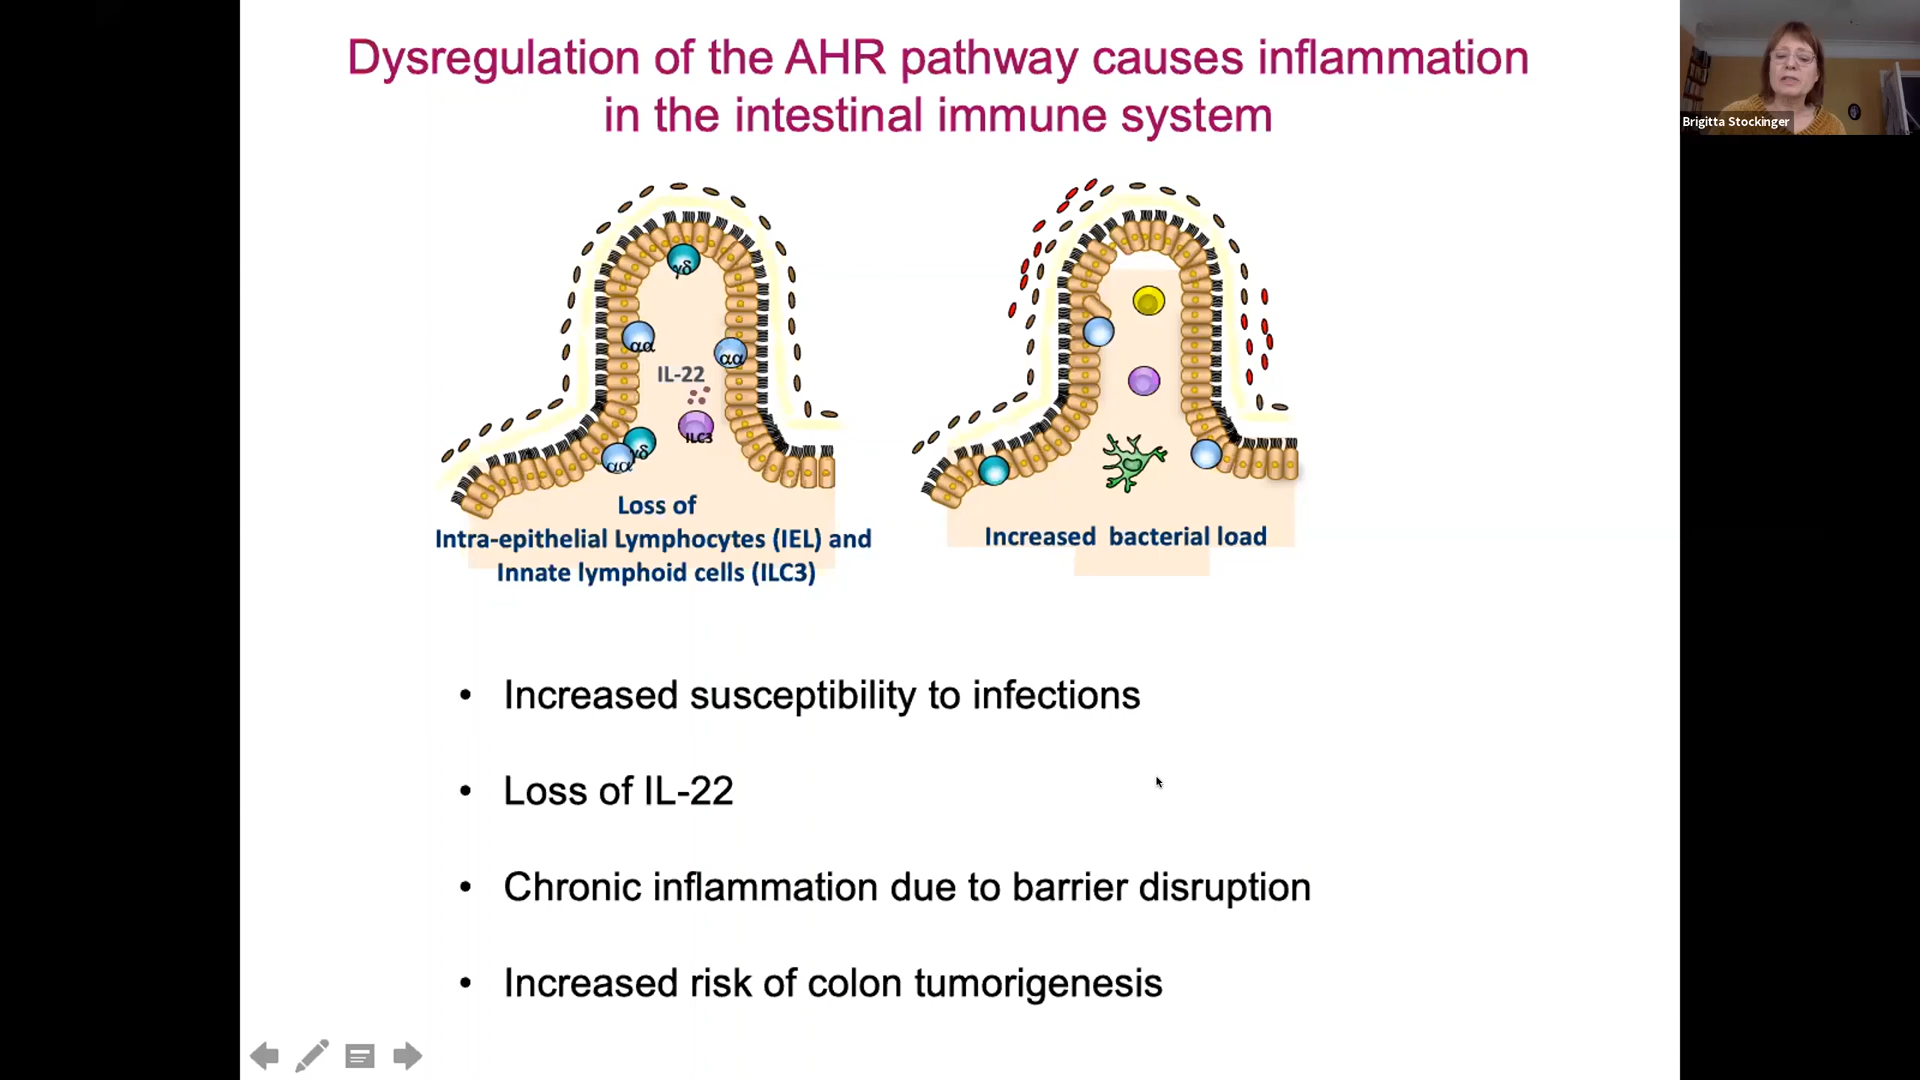 Dysregulation of the AHR pathway causes inflammation
in the intestinal immune system
Brigitta Stockinger
γδ
αα
αα
IL-22
ILC3
γδ
αα
Loss of
Intra-epithelial Lymphocytes (IEL) and
Innate lymphoid cells (ILC3)
Increased bacterial load
• Increased susceptibility to infections
• Loss of IL-22
• Chronic inflammation due to barrier disruption
• Increased risk of colon tumorigenesis